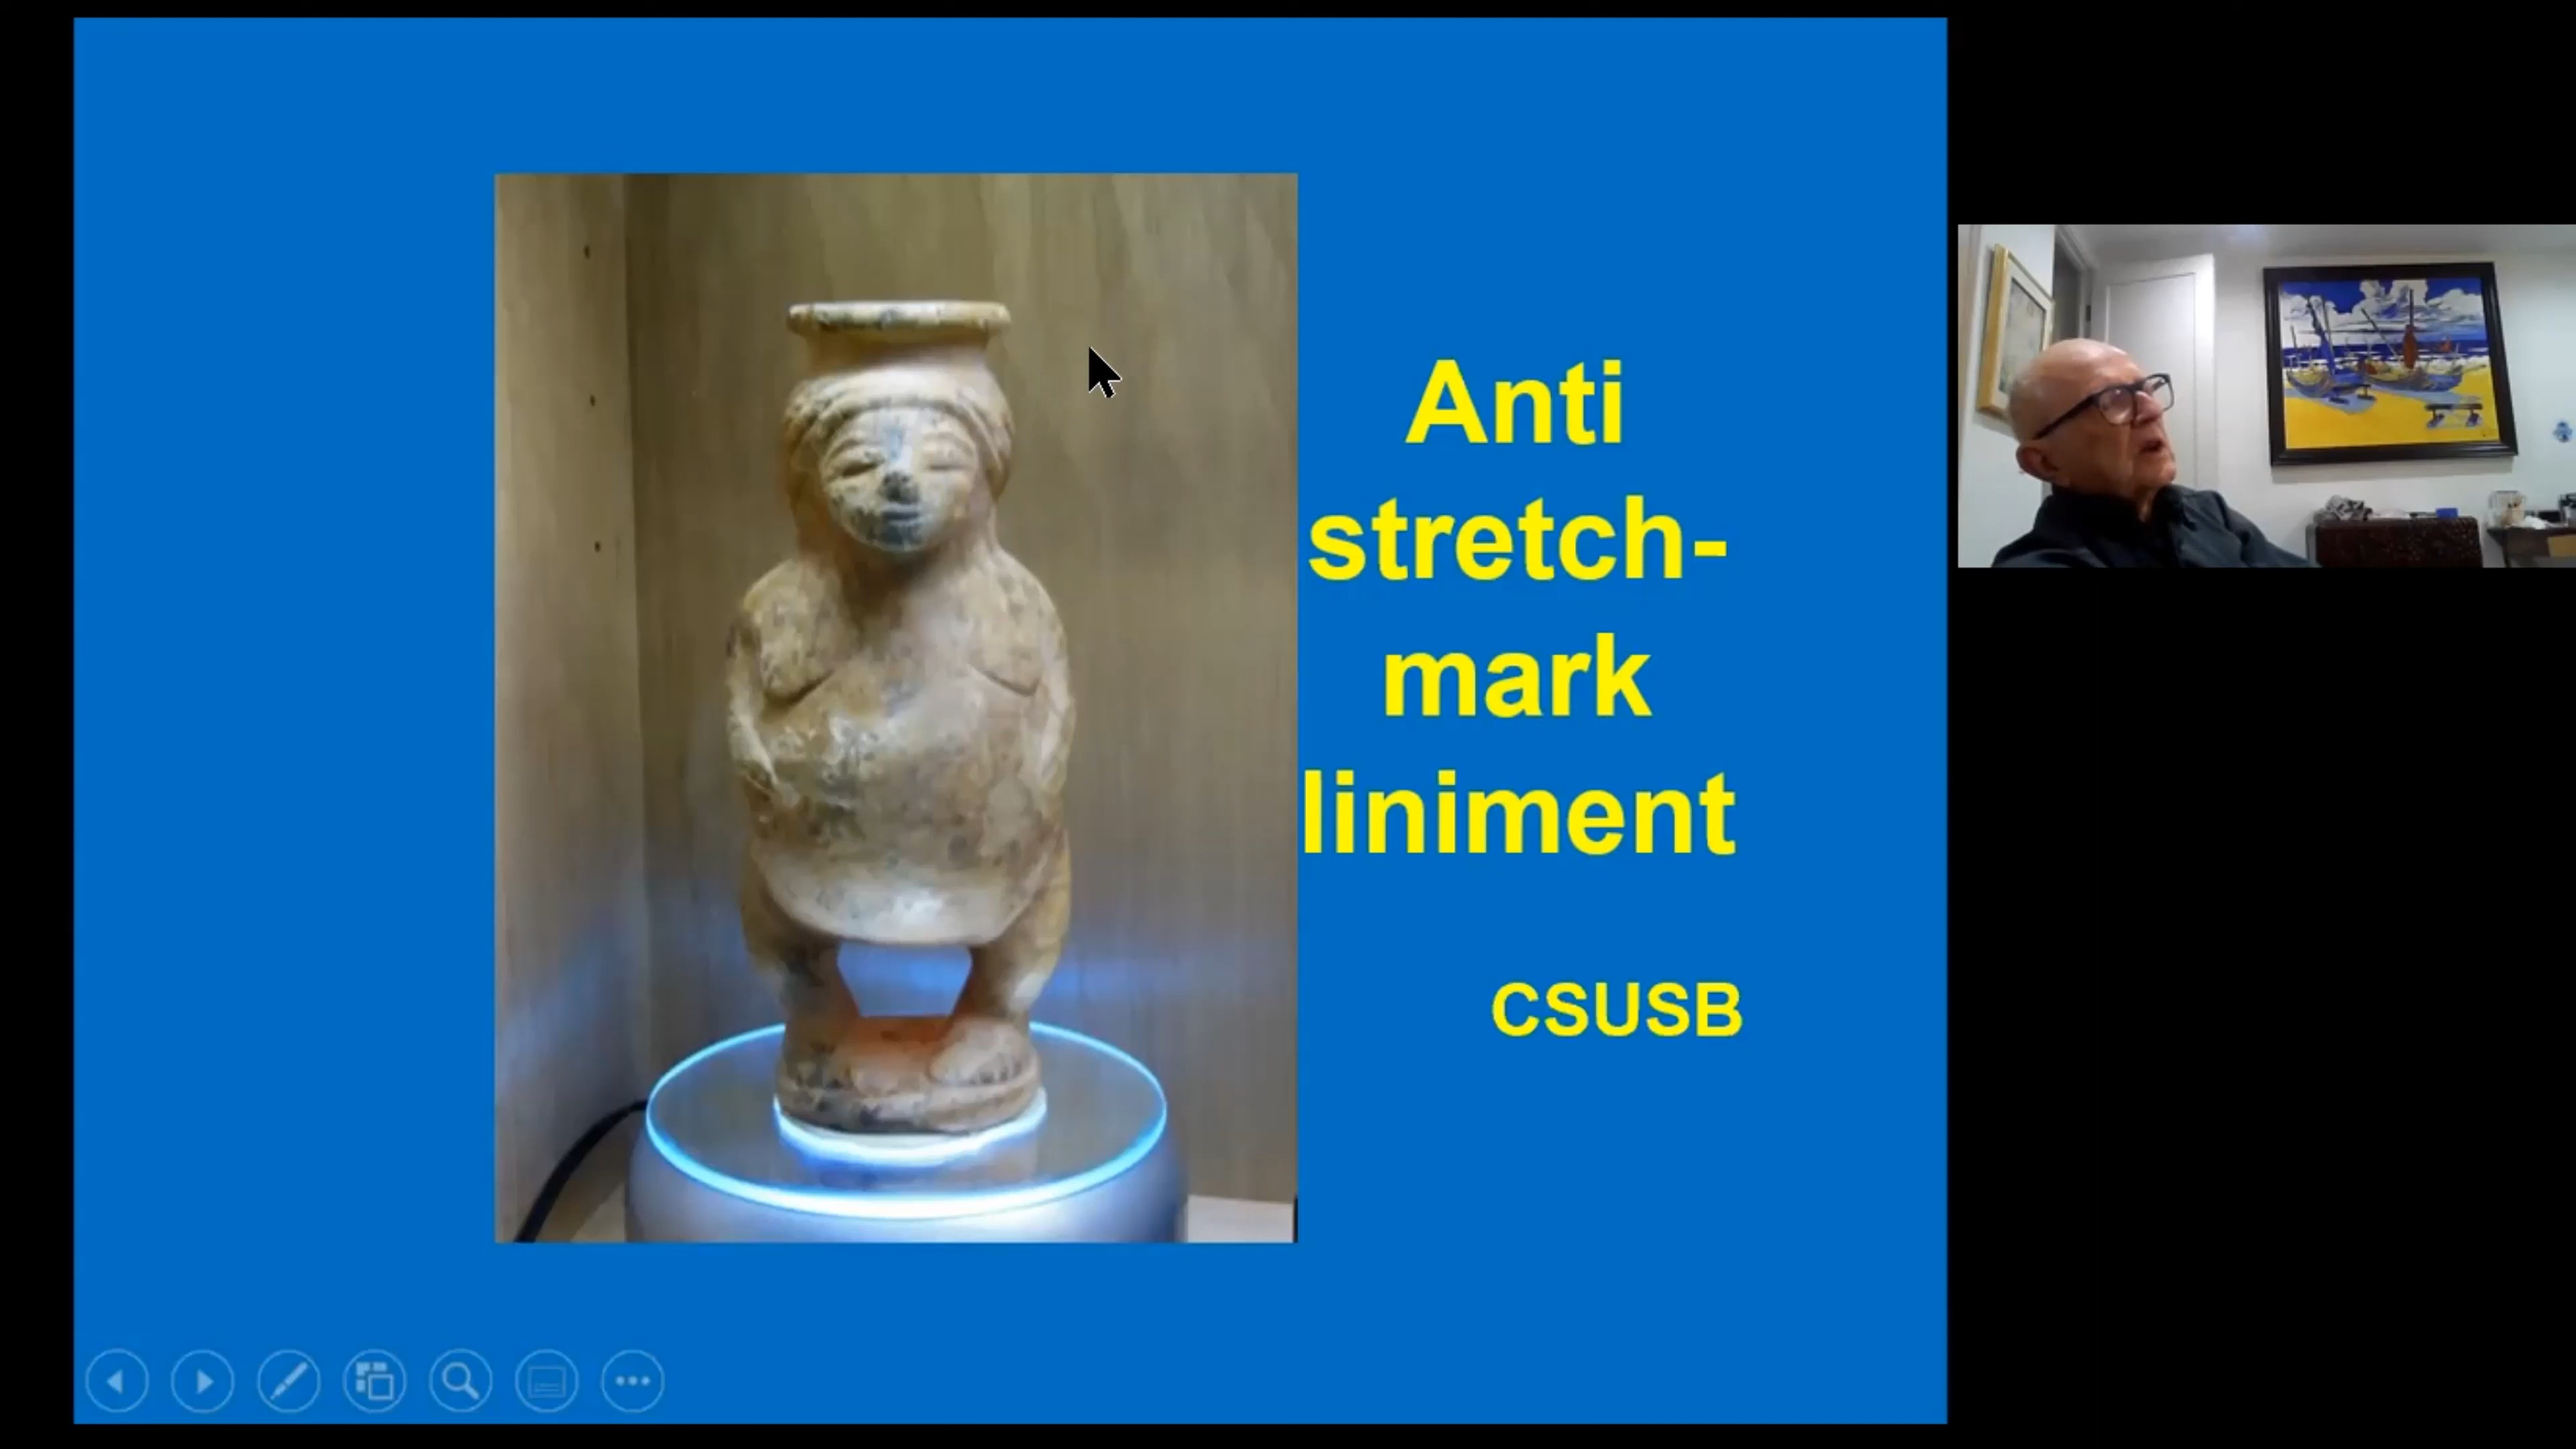 Anti
stretch-
mark
liniment
CSUSB